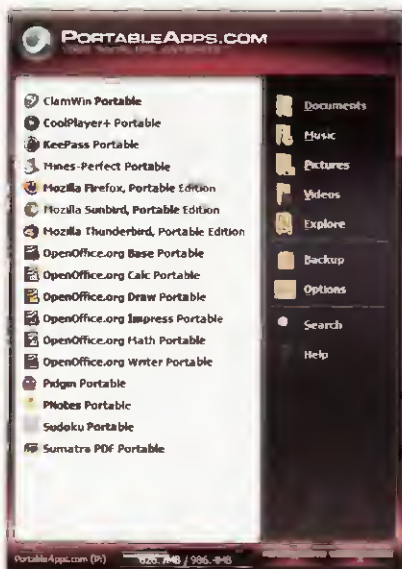 PORTABLEAPPS.COM
ClamWin Portable
CoolPlayer+ Portable
KeePass Portable
Mines-Perfect Portable
Mozilla Firefox, Portable Edition
Mozilla Sunbird, Portable Edition
Mozilla Thunderbird, Portable Edition
OpenOffice.org Base Portable
OpenOffice.org Calc Portable
OpenOffice.org Draw Portable
OpenOffice.org Impress Portable
OpenOffice.org Math Portable
OpenOffice.org Writer Portable
Pidgin Portable
PNotes Portable
Sudoku Portable
Sumatra PDF Portable
Documents
Music
Pictures
Videos
Explore
Backup
Options
Search
Help
PortableApps.com (P:)
/ 986.4MB